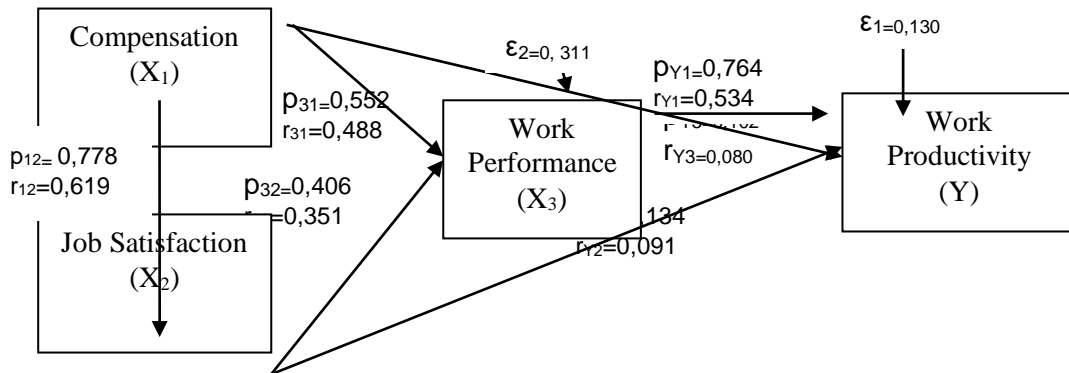 Compensation
(X₁)
p₁₂₌ 0,778
r₁₂=0,619
Job Satisfaction
(X₂)
p₃₁₌0,552
r₃₁=0,488
p₃₂₌0,406
=0,351
ε₂₌₀, ₃₁₁
Work
Performance
(X₃)
pY₁=0,764
rY₁=0,534
rY₃=0,080
,134
rY₂=0,091
ε₁₌₀,₁₃₀
Work
Productivity
(Y)